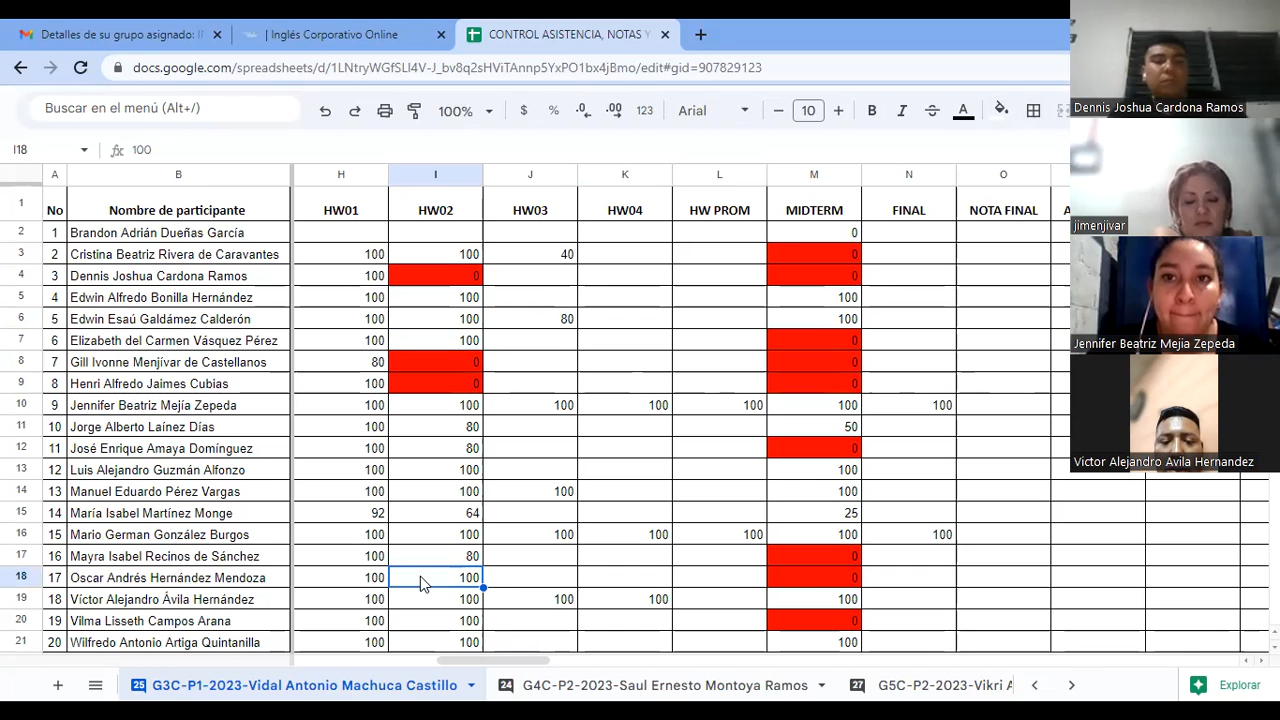 Detalles de su grupo asignado: I
| Inglés Corporativo Online
CONTROL ASISTENCIA, NOTAS Y
docs.google.com/spreadsheets/d/1LNtryWGfSLl4V-J_bv8q2sHViTAnnp5YxPO1bx4jBmo/edit#gid=907829123
Buscar en el menú (Alt+/) 100% $ % .0 .00 123 Arial 10 B I A
I18 fx 100
A B H I J K L M N O
1 No Nombre de participante HW01 HW02 HW03 HW04 HW PROM MIDTERM FINAL NOTA FINAL
2 1 Brandon Adrián Dueñas García 0
3 2 Cristina Beatriz Rivera de Caravantes 100 100 40 0
4 3 Dennis Joshua Cardona Ramos 100 0 0
5 4 Edwin Alfredo Bonilla Hernández 100 100 100
6 5 Edwin Esaú Galdámez Calderón 100 100 80 100
7 6 Elizabeth del Carmen Vásquez Pérez 100 100 0
8 7 Gill Ivonne Menjívar de Castellanos 80 0 0
9 8 Henri Alfredo Jaimes Cubias 100 0 0
10 9 Jennifer Beatriz Mejía Zepeda 100 100 100 100 100 100 100
11 10 Jorge Alberto Laínez Días 100 80 50
12 11 José Enrique Amaya Domínguez 100 80 0
13 12 Luis Alejandro Guzmán Alfonzo 100 100 100
14 13 Manuel Eduardo Pérez Vargas 100 100 100 100
15 14 María Isabel Martínez Monge 92 64 25
16 15 Mario German González Burgos 100 100 100 100 100 100 100
17 16 Mayra Isabel Recinos de Sánchez 100 80 0
18 17 Oscar Andrés Hernández Mendoza 100 100 0
19 18 Víctor Alejandro Ávila Hernández 100 100 100 100 100
20 19 Vilma Lisseth Campos Arana 100 100 0
21 20 Wilfredo Antonio Artiga Quintanilla 100 100 100
25 G3C-P1-2023-Vidal Antonio Machuca Castillo 24 G4C-P2-2023-Saul Ernesto Montoya Ramos 27 G5C-P2-2023-Vikri Explorar
Dennis Joshua Cardona Ramos
jimenjivar
Jennifer Beatriz Mejia Zepeda
Victor Alejandro Avila Hernandez